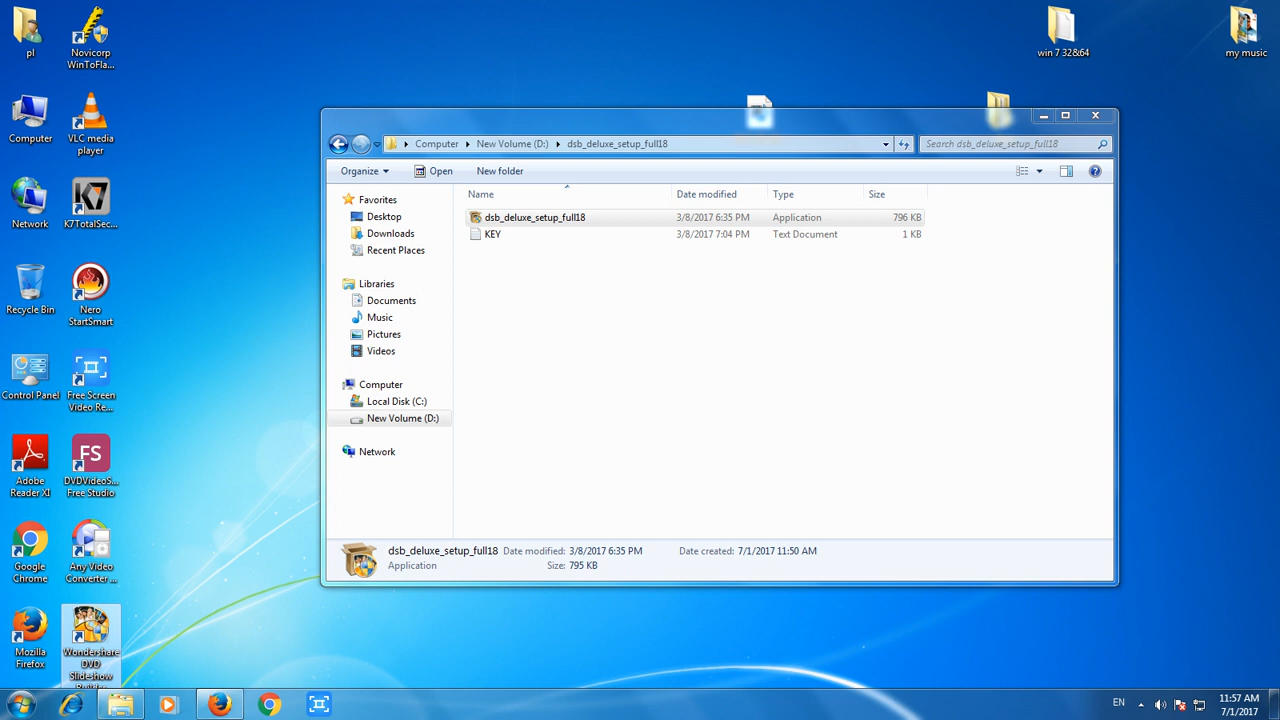 pl
Novicorp
WinToFla...
Computer
VLC media
player
Network
K7
K7TotalSec...
Recycle Bin
Nero
StartSmart
Control Panel
Free Screen
Video Re...
Adobe
Reader XI
FS
DVDVideoS...
Free Studio
Google
Chrome
Any Video
Converter ...
Mozilla
Firefox
Wondershare
DVD
Slideshow
win 7 32&64
my music
Computer
New Volume (D:)
dsb_deluxe_setup_full18
Search dsb_deluxe_setup_full18
Organize
Open
New folder
Favorites
Desktop
Downloads
Recent Places
Libraries
Documents
Music
Pictures
Videos
Computer
Local Disk (C:)
New Volume (D:)
Network
Name Date modified Type Size
dsb_deluxe_setup_full18 3/8/2017 6:35 PM Application 796 KB
KEY 3/8/2017 7:04 PM Text Document 1 KB
dsb_deluxe_setup_full18 Date modified: 3/8/2017 6:35 PM Date created: 7/1/2017 11:50 AM
Application Size: 795 KB
EN
11:57 AM
7/1/2017